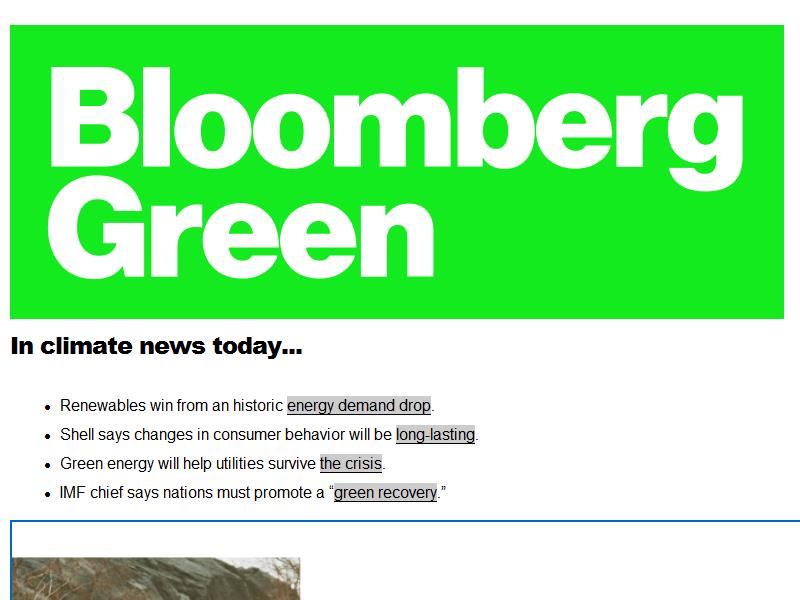 Bloomberg
Green
In climate news today...
• Renewables win from an historic energy demand drop.
• Shell says changes in consumer behavior will be long-lasting.
• Green energy will help utilities survive the crisis.
• IMF chief says nations must promote a “green recovery.”